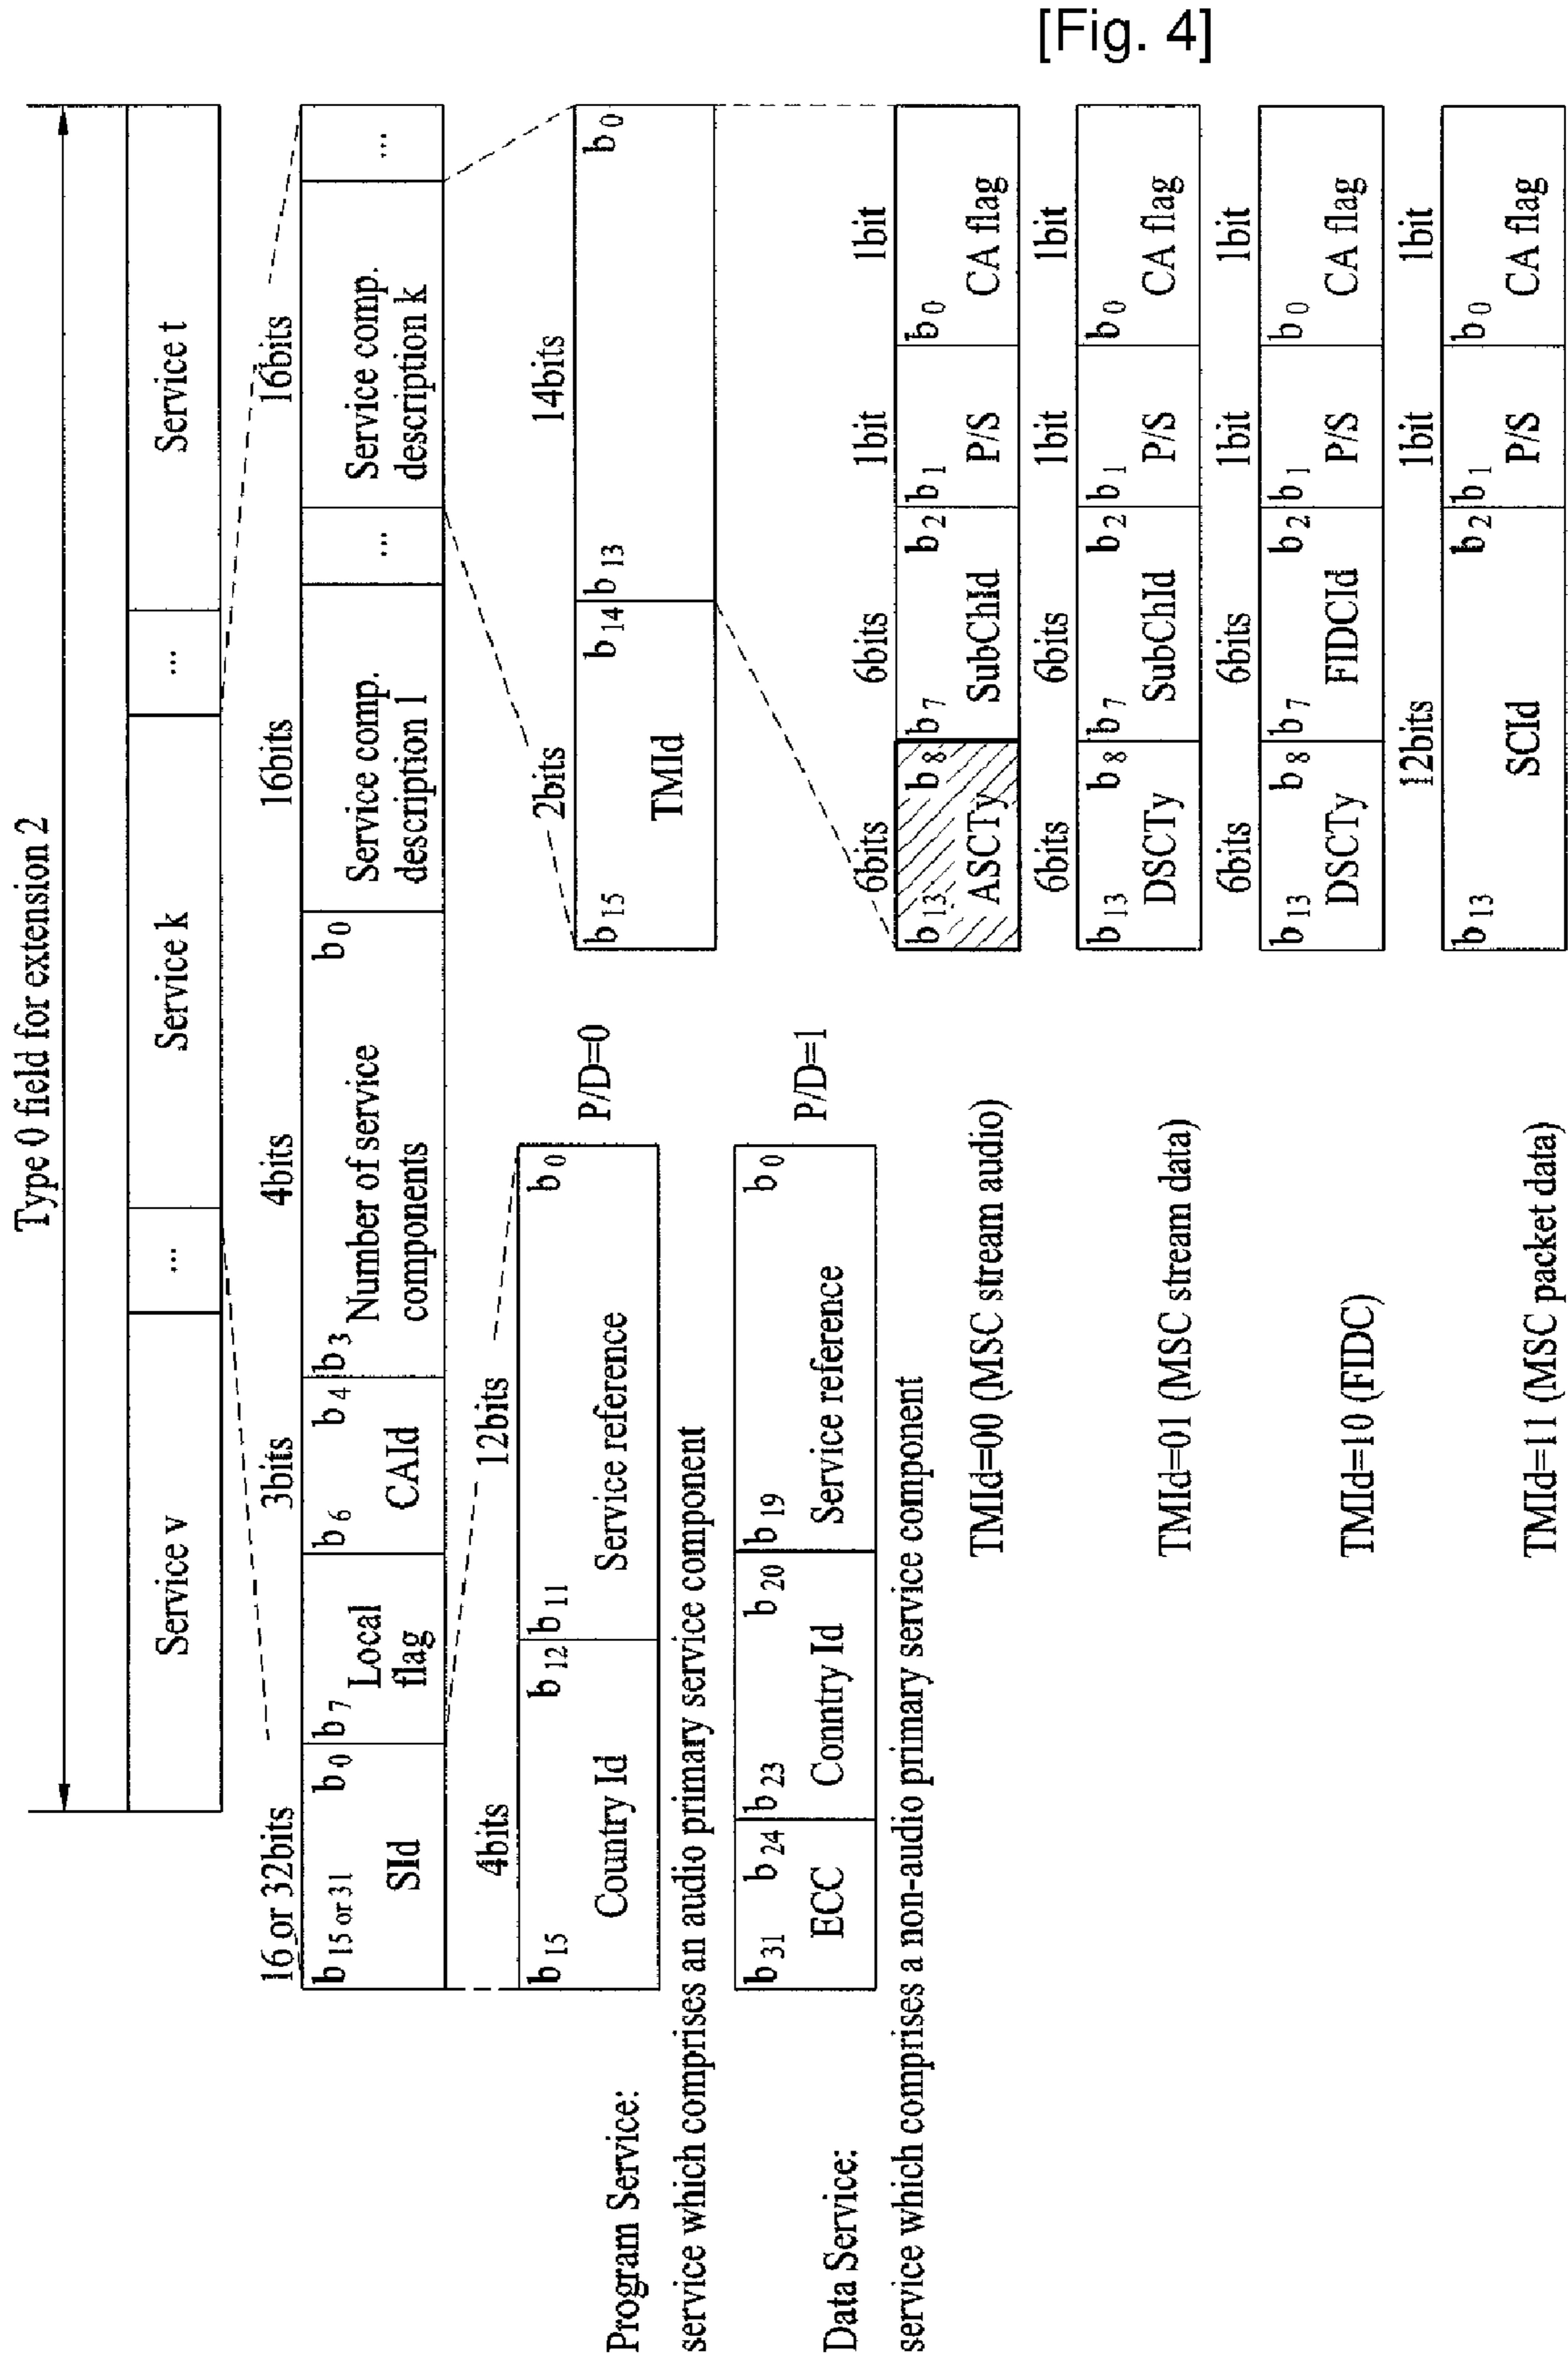 [Fig. 4]
Type 0 field for extension 2
Service v
...
Service k
...
Service t
16 or 32bits
3bits
4bits
16bits
16bits
b15 or 31 b0
SId
b7
Local
flag
b6 b4
CAId
b3 b0
Number of service
components
Service comp.
description 1
...
Service comp.
description k
...
4bits
12bits
b15 b12
Country Id
b11 b0
Service reference
P/D=0
2bits
14bits
b15 b14
TMId
b13 b0
Program Service:
service which comprises an audio primary service component
b31 b24
ECC
b23 b20
Conntry Id
b19 b0
Service reference
P/D=1
Data Service:
service which comprises a non-audio primary service component
6bits
6bits
1bit
1bit
TMId=00 (MSC stream audio)
b13 b8
ASCTy
b7 b2
SubChId
b1
P/S
b0
CA flag
6bits
6bits
1bit
1bit
TMId=01 (MSC stream data)
b13 b8
DSCTy
b7 b2
SubChId
b1
P/S
b0
CA flag
6bits
6bits
1bit
1bit
TMId=10 (FIDC)
b13 b8
DSCTy
b7 b2
FIDCId
b1
P/S
b0
CA flag
12bits
1bit
1bit
TMId=11 (MSC packet data)
b13 b2
SCId
b1
P/S
b0
CA flag